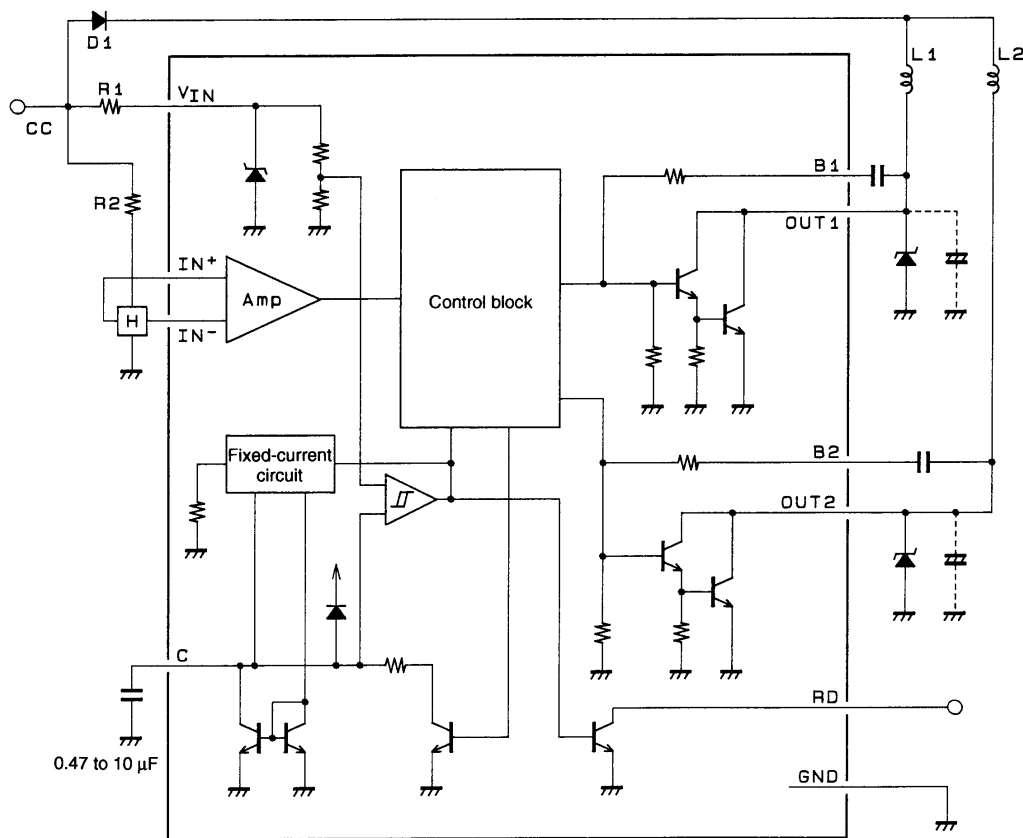 D1
L1
L2
R1
VIN
CC
B1
R2
OUT1
IN+
Amp
Control block
H
IN-
Fixed-current
circuit
B2
OUT2
C
RD
0.47 to 10 µF
GND